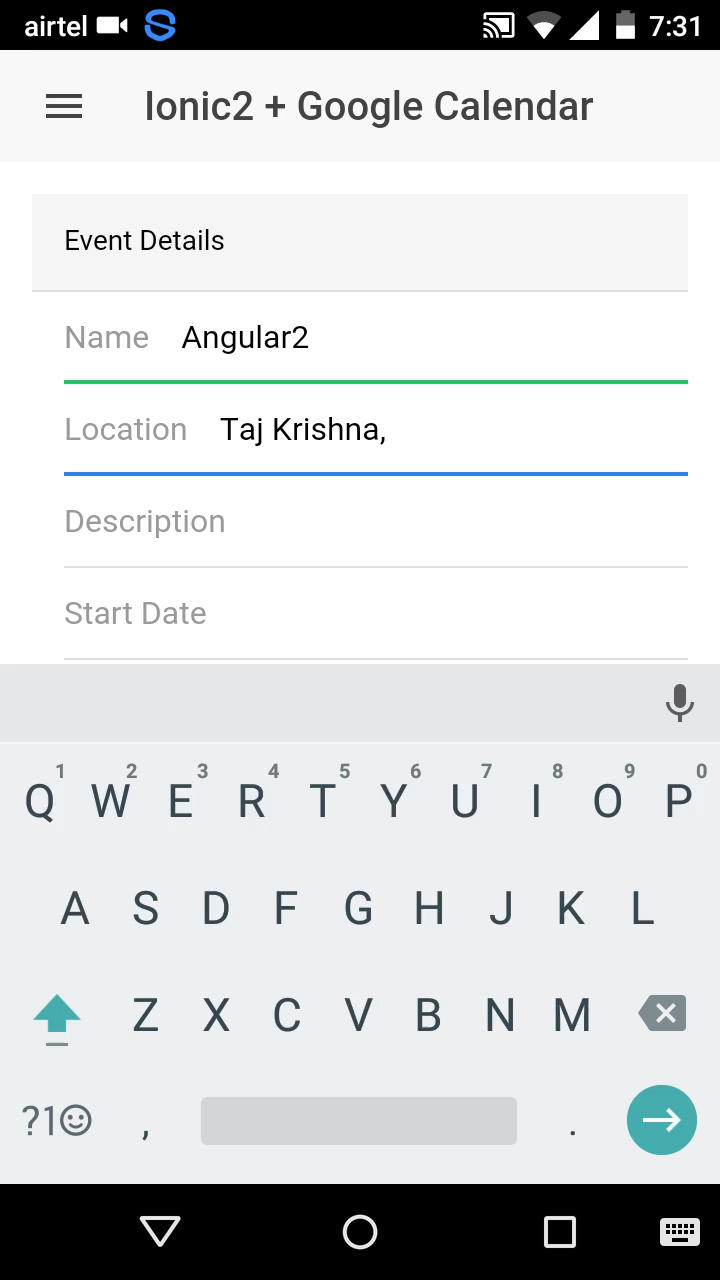 airtel 7:31
Ionic2 + Google Calendar
Event Details
Name Angular2
Location Taj Krishna,
Description
Start Date
1 2 3 4 5 6 7 8 9 0
Q W E R T Y U I O P
A S D F G H J K L
Z X C V B N M
?1 , .